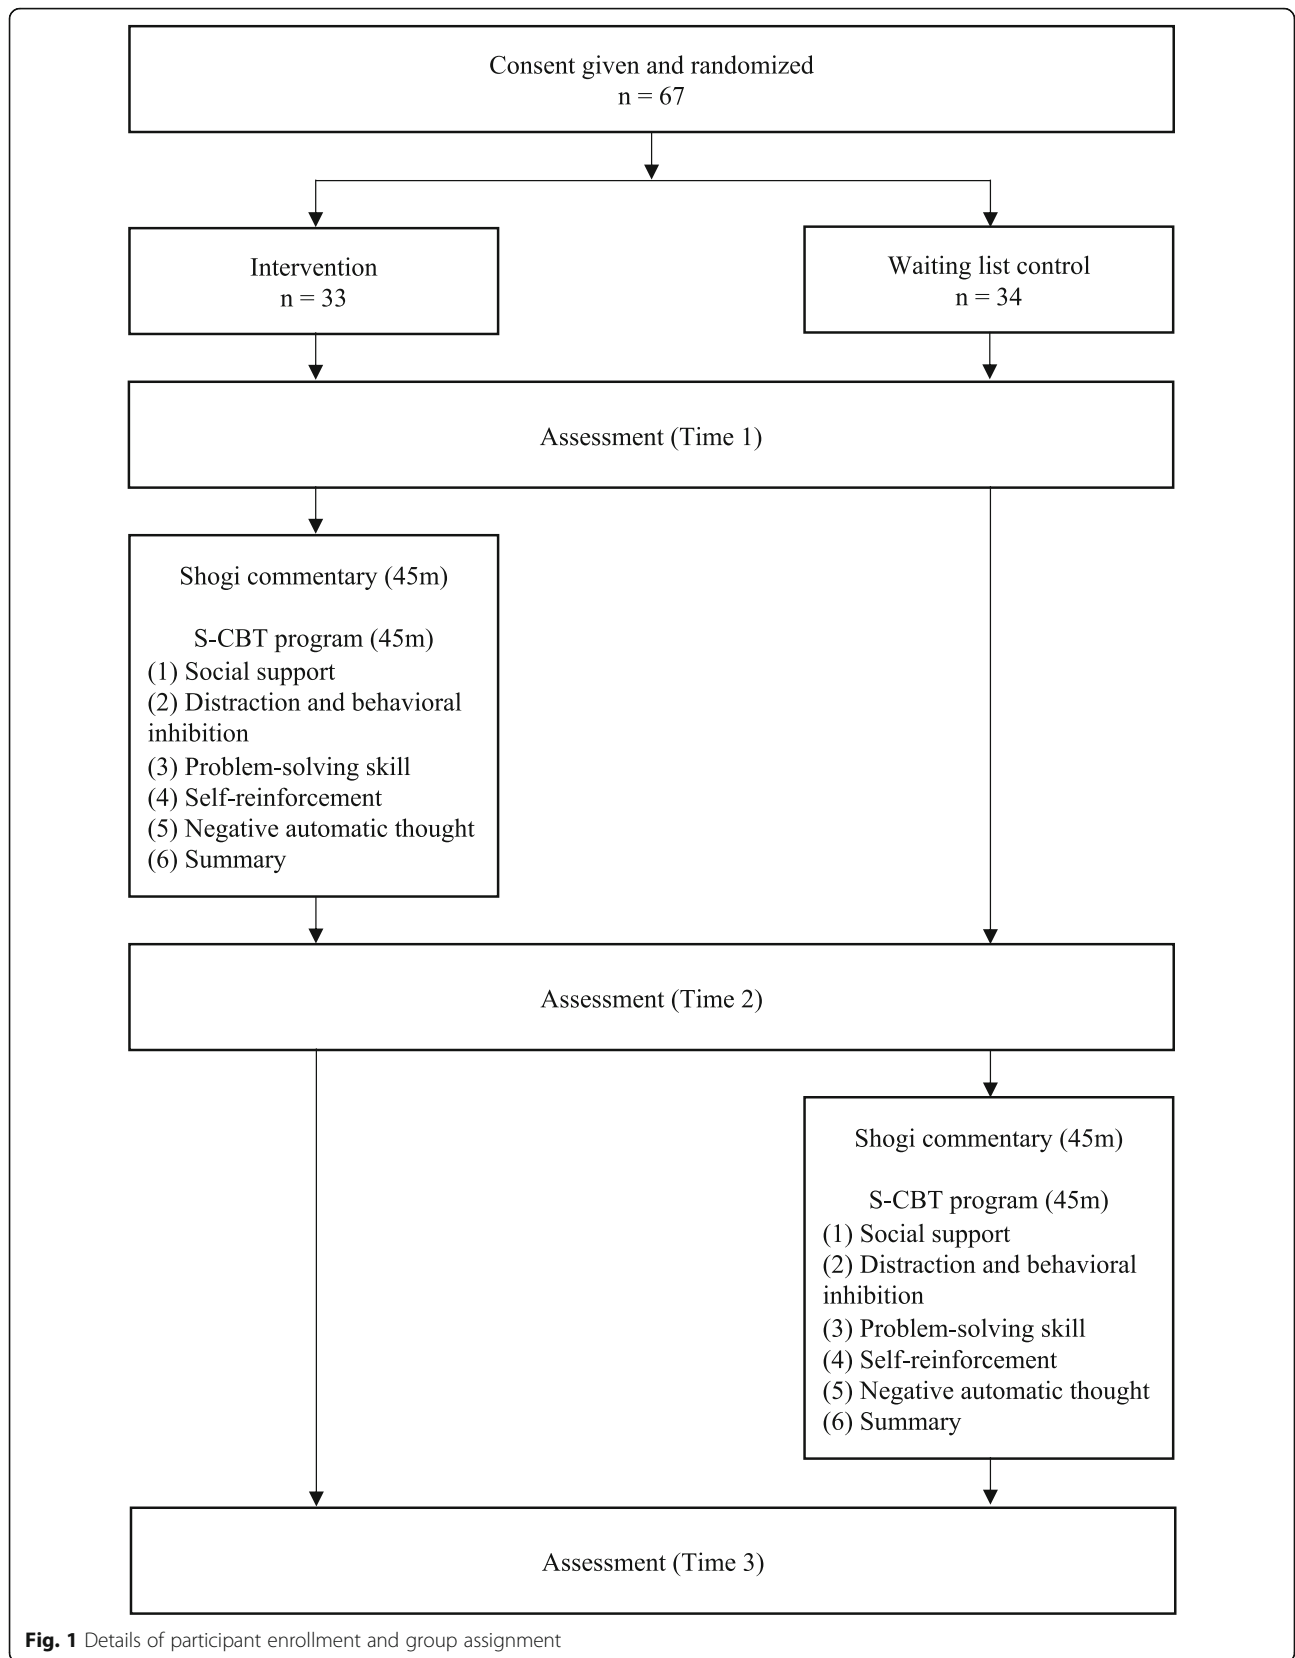 Consent given and randomized
n = 67
Intervention
n = 33
Waiting list control
n = 34
Assessment (Time 1)
Shogi commentary (45m)
S-CBT program (45m)
(1) Social support
(2) Distraction and behavioral
inhibition
(3) Problem-solving skill
(4) Self-reinforcement
(5) Negative automatic thought
(6) Summary
Assessment (Time 2)
Shogi commentary (45m)
S-CBT program (45m)
(1) Social support
(2) Distraction and behavioral
inhibition
(3) Problem-solving skill
(4) Self-reinforcement
(5) Negative automatic thought
(6) Summary
Assessment (Time 3)
Fig. 1 Details of participant enrollment and group assignment